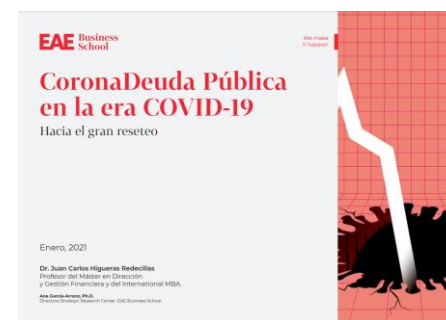 EAE Business
School
We make
it happen
CoronaDeuda Pública
en la era COVID-19
Hacia el gran reseteo
Enero, 2021
Dr. Juan Carlos Higueras Redecillas
Profesor del Máster en Dirección
y Gestión Financiera y del International MBA.
Ana García-Arranz, Ph.D.
Directora Strategic Research Center EAE Business School